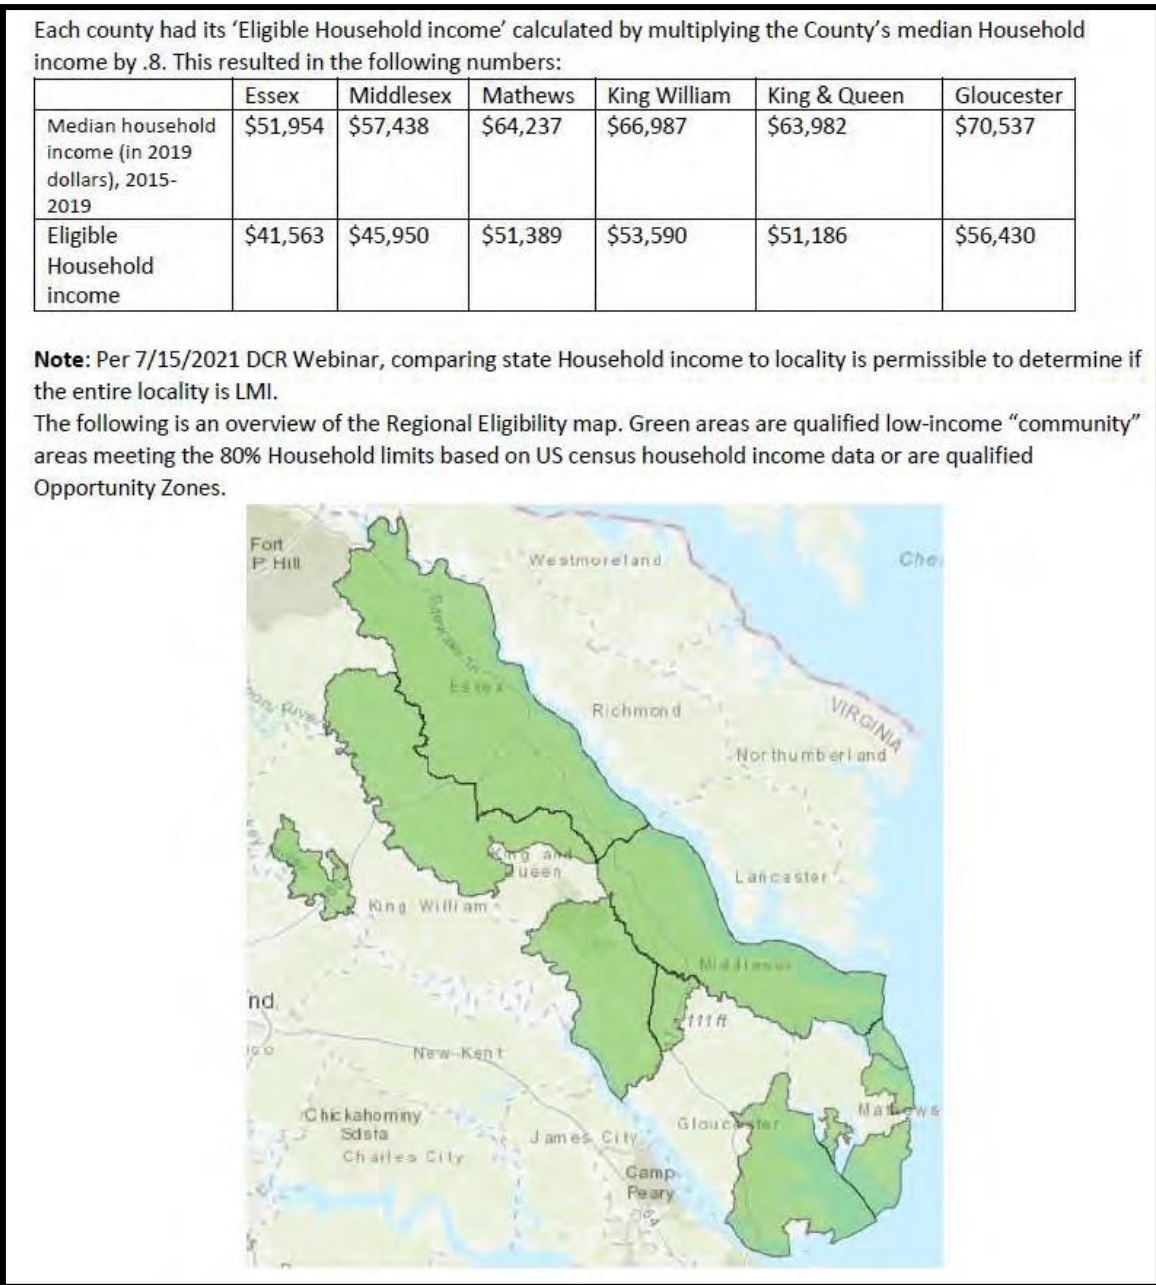 Each county had its ‘Eligible Household income’ calculated by multiplying the County’s median Household
income by .8. This resulted in the following numbers:
Essex Middlesex Mathews King William King & Queen Gloucester
Median household income (in 2019 dollars), 2015-2019 $51,954 $57,438 $64,237 $66,987 $63,982 $70,537
Eligible Household income $41,563 $45,950 $51,389 $53,590 $51,186 $56,430
Note: Per 7/15/2021 DCR Webinar, comparing state Household income to locality is permissible to determine if
the entire locality is LMI.
The following is an overview of the Regional Eligibility map. Green areas are qualified low-income “community”
areas meeting the 80% Household limits based on US census household income data or are qualified
Opportunity Zones.
Fort
P Hill
Westmoreland
Che
Essex
Richmond
VIRGINIA
Northumberland
King and
Queen
Lancaster
King William
Middlesex
nd
111 ft
New Kent
Mathews
Chickahominy
Gloucester
James City
Charles City
Camp
Peary